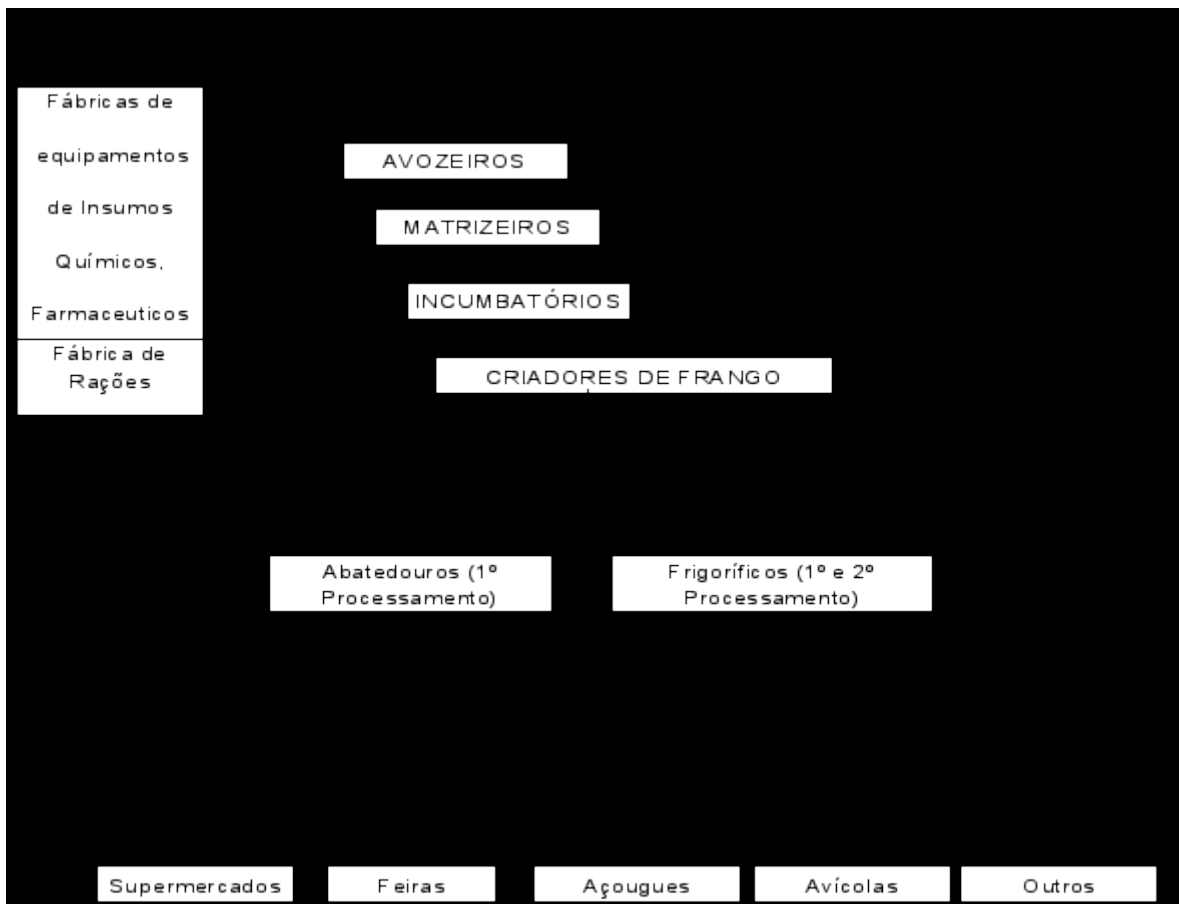 Fábricas de
equipamentos
de Insumos
Químicos,
Farmaceuticos
Fábrica de
Rações
AVOZEIROS
MATRIZEIROS
INCUMBATÓRIOS
CRIADORES DE FRANGO
Abatedouros (1º
Processamento)
Frigoríficos (1º e 2º
Processamento)
Supermercados
Feiras
Açougues
Avícolas
Outros